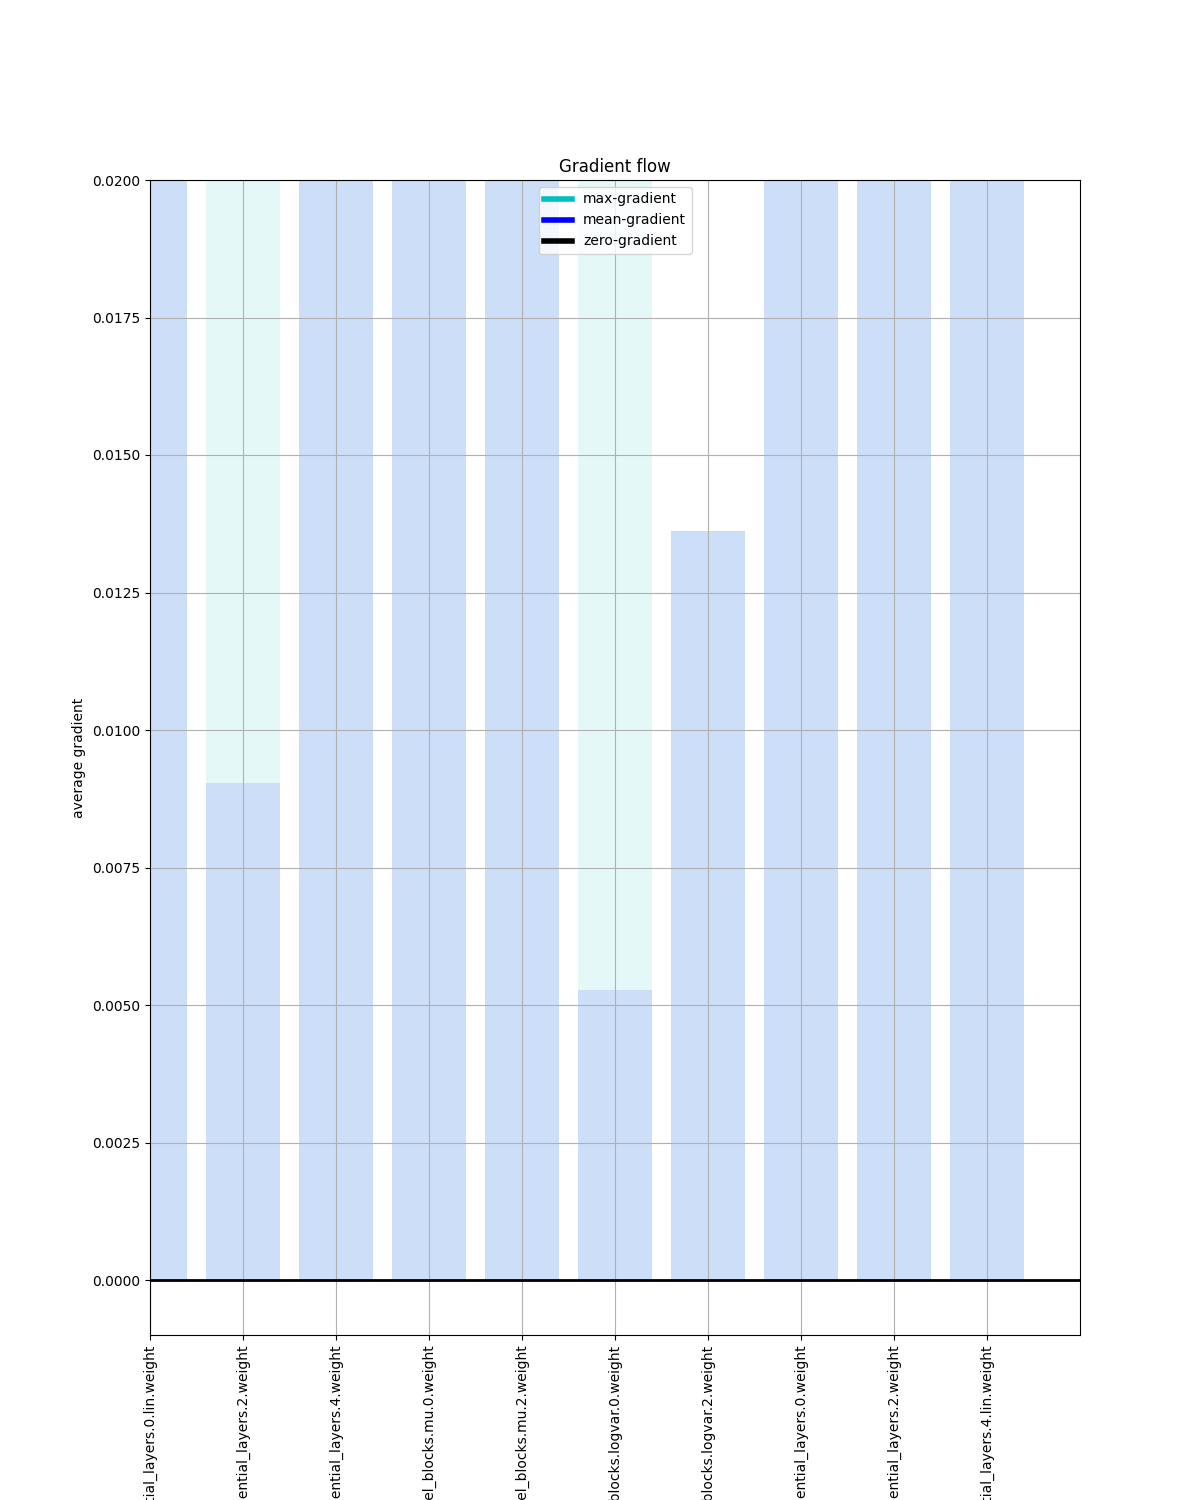 Gradient flow
max-gradient
mean-gradient
zero-gradient
0.0200
0.0175
0.0150
0.0125
0.0100
0.0075
0.0050
0.0025
0.0000
average gradient
tial_layers.0.lin.weight
ential_layers.2.weight
ential_layers.4.weight
el_blocks.mu.0.weight
el_blocks.mu.2.weight
blocks.logvar.0.weight
blocks.logvar.2.weight
ential_layers.0.weight
ential_layers.2.weight
tial_layers.4.lin.weight